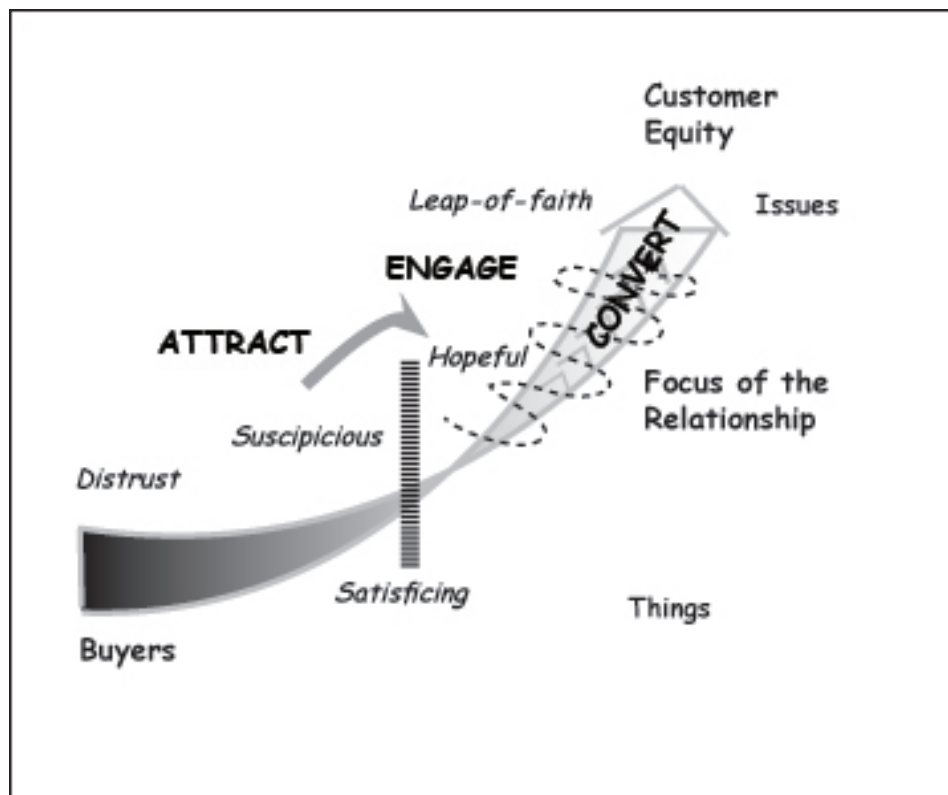 Customer
Equity
Leap-of-faith
Issues
ENGAGE
CONVERT
ATTRACT
Hopeful
Focus of the
Relationship
Suscipicious
Distrust
Satisficing
Things
Buyers